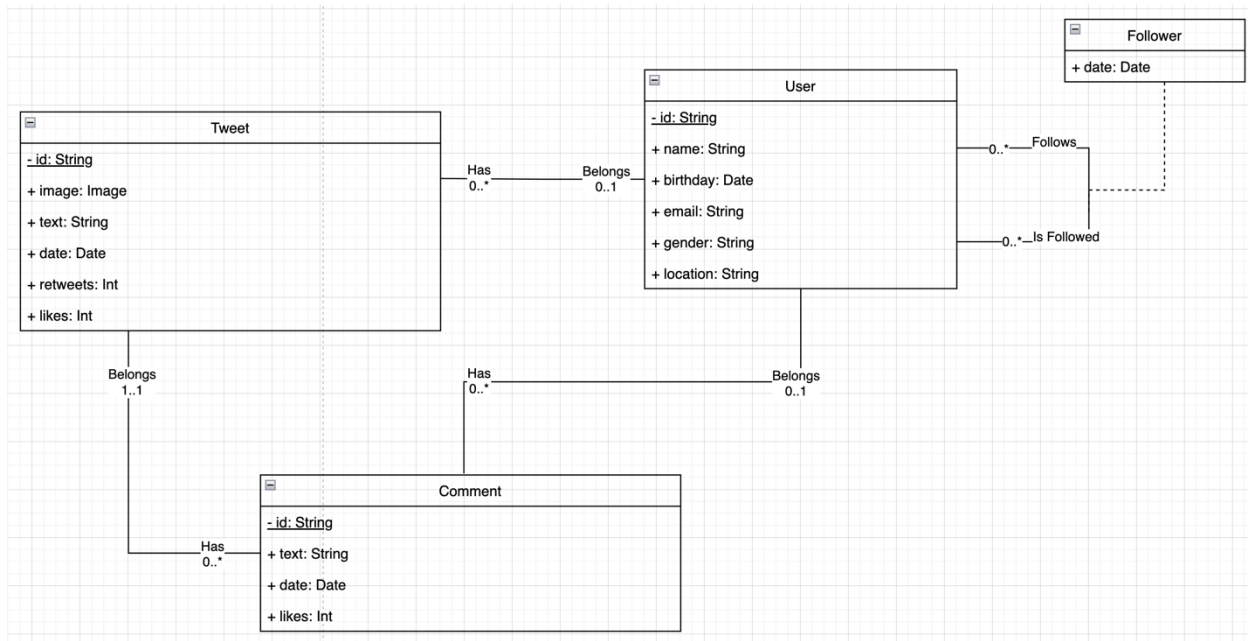 Follower
+ date: Date
User
- id: String
+ name: String
+ birthday: Date
+ email: String
+ gender: String
+ location: String
Tweet
- id: String
+ image: Image
+ text: String
+ date: Date
+ retweets: Int
+ likes: Int
Has
0..*
Belongs
0..1
0..*
Follows
0..*
Is Followed
Belongs
1..1
Has
0..*
Belongs
0..1
Has
0..*
Comment
- id: String
+ text: String
+ date: Date
+ likes: Int